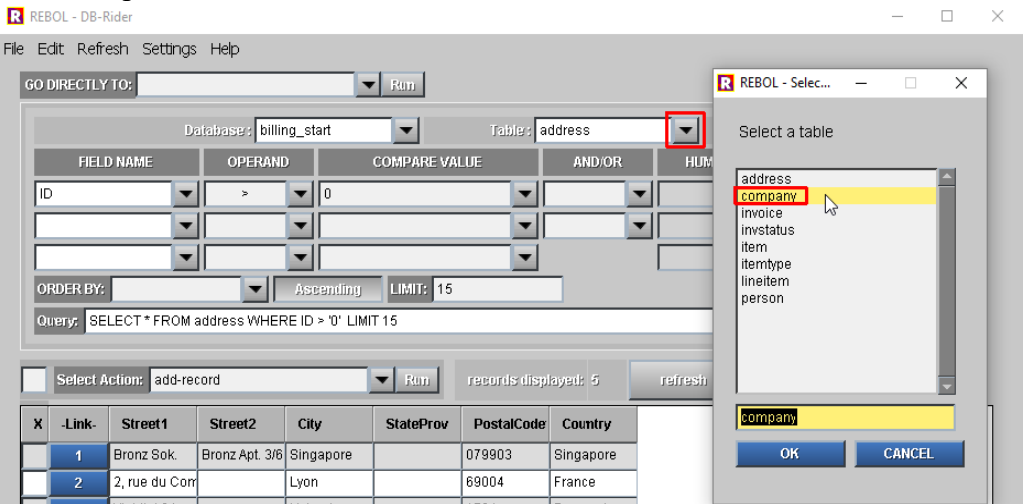 REBOL - DB-Rider
File Edit Refresh Settings Help
GO DIRECTLY TO: Run
Database: billing_start Table: address
FIELD NAME OPERAND COMPARE VALUE AND/OR HUM
ID > 0
ORDER BY: Ascending LIMIT: 15
Query: SELECT * FROM address WHERE ID > '0' LIMIT 15
Select Action: add-record Run records displayed: 5 refresh
X -Link- Street1 Street2 City StateProv PostalCode Country
1 Bronz Sok. Bronz Apt. 3/6 Singapore 079903 Singapore
2 2, rue du Com Lyon 69004 France
REBOL - Selec...
Select a table
address
company
invoice
invstatus
item
itemtype
lineitem
person
company
OK CANCEL